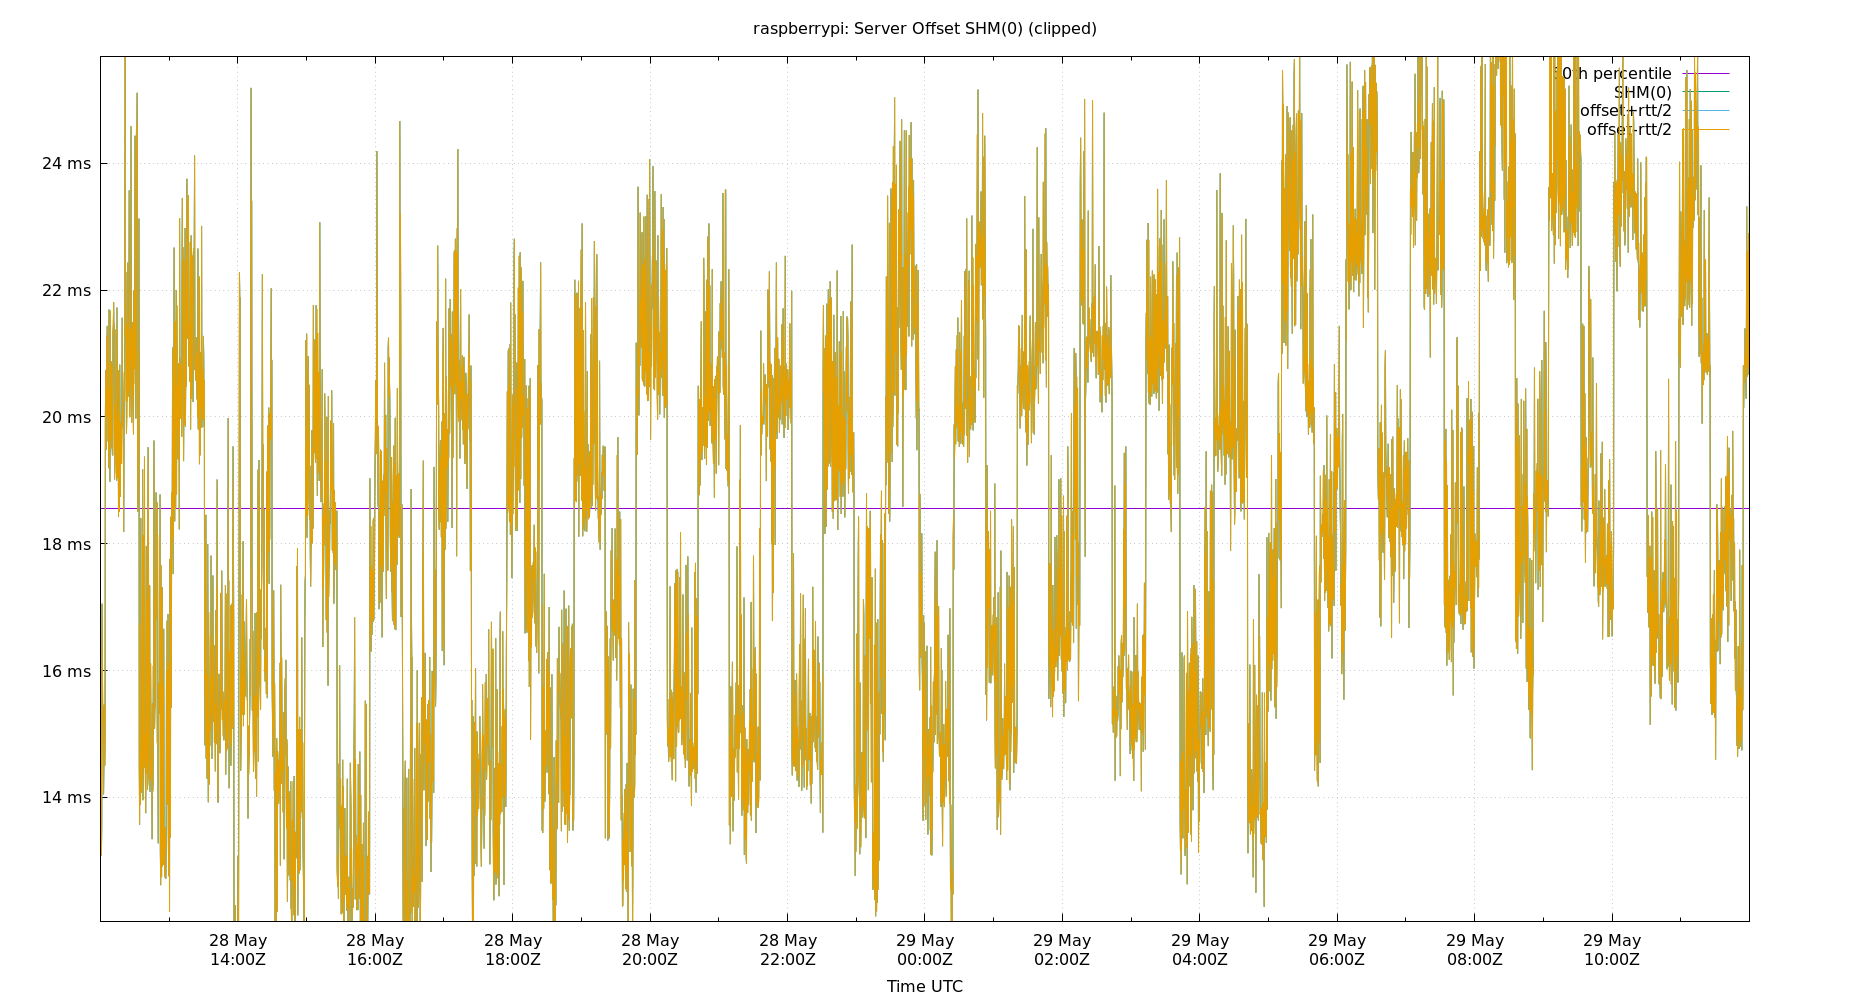 raspberrypi: Server Offset SHM(0) (clipped)
percentile
SHM(0)
offset+rtt/2
offset-rtt/2
24 ms
22 ms
20 ms
18 ms
16 ms
14 ms
28 May 28 May 28 May 28 May 28 May 29 May 29 May 29 May 29 May 29 May 29 May
14:00Z 16:00Z 18:00Z 20:00Z 22:00Z 00:00Z 02:00Z 04:00Z 06:00Z 08:00Z 10:00Z
Time UTC